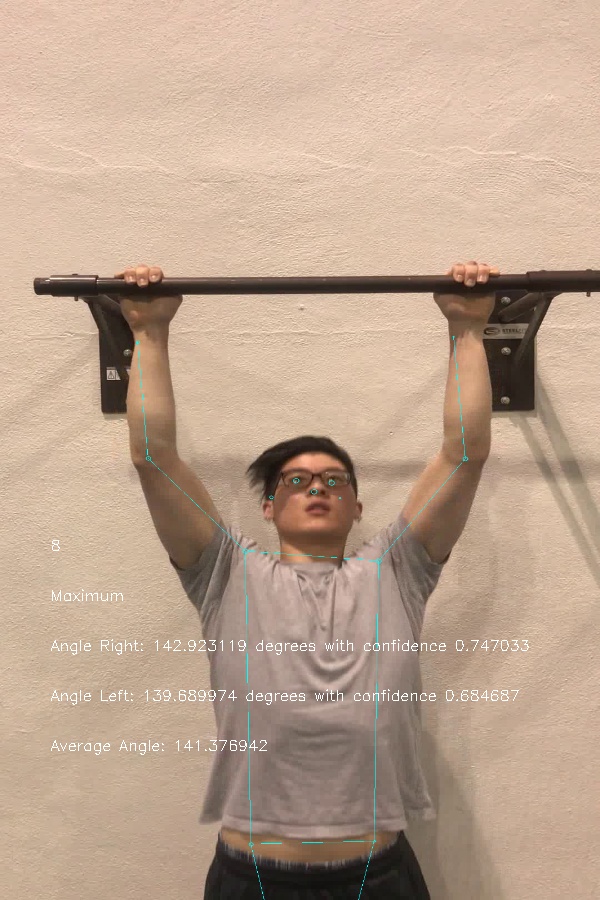 8
Maximum
Angle Right: 142.923119 degrees with confidence 0.747033
Angle Left: 139.689974 degrees with confidence 0.684687
Average Angle: 141.376942